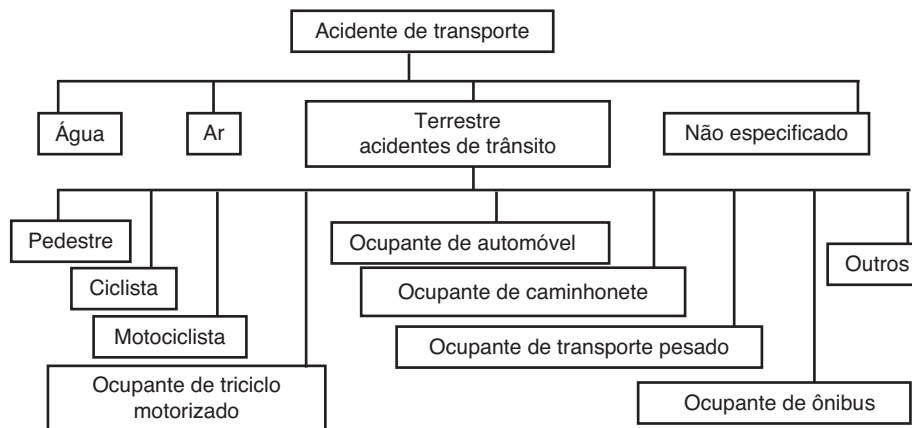 Acidente de transporte
Água
Ar
Terrestre
acidentes de trânsito
Não especificado
Pedestre
Ciclista
Motociclista
Ocupante de triciclo
motorizado
Ocupante de automóvel
Ocupante de caminhonete
Ocupante de transporte pesado
Ocupante de ônibus
Outros